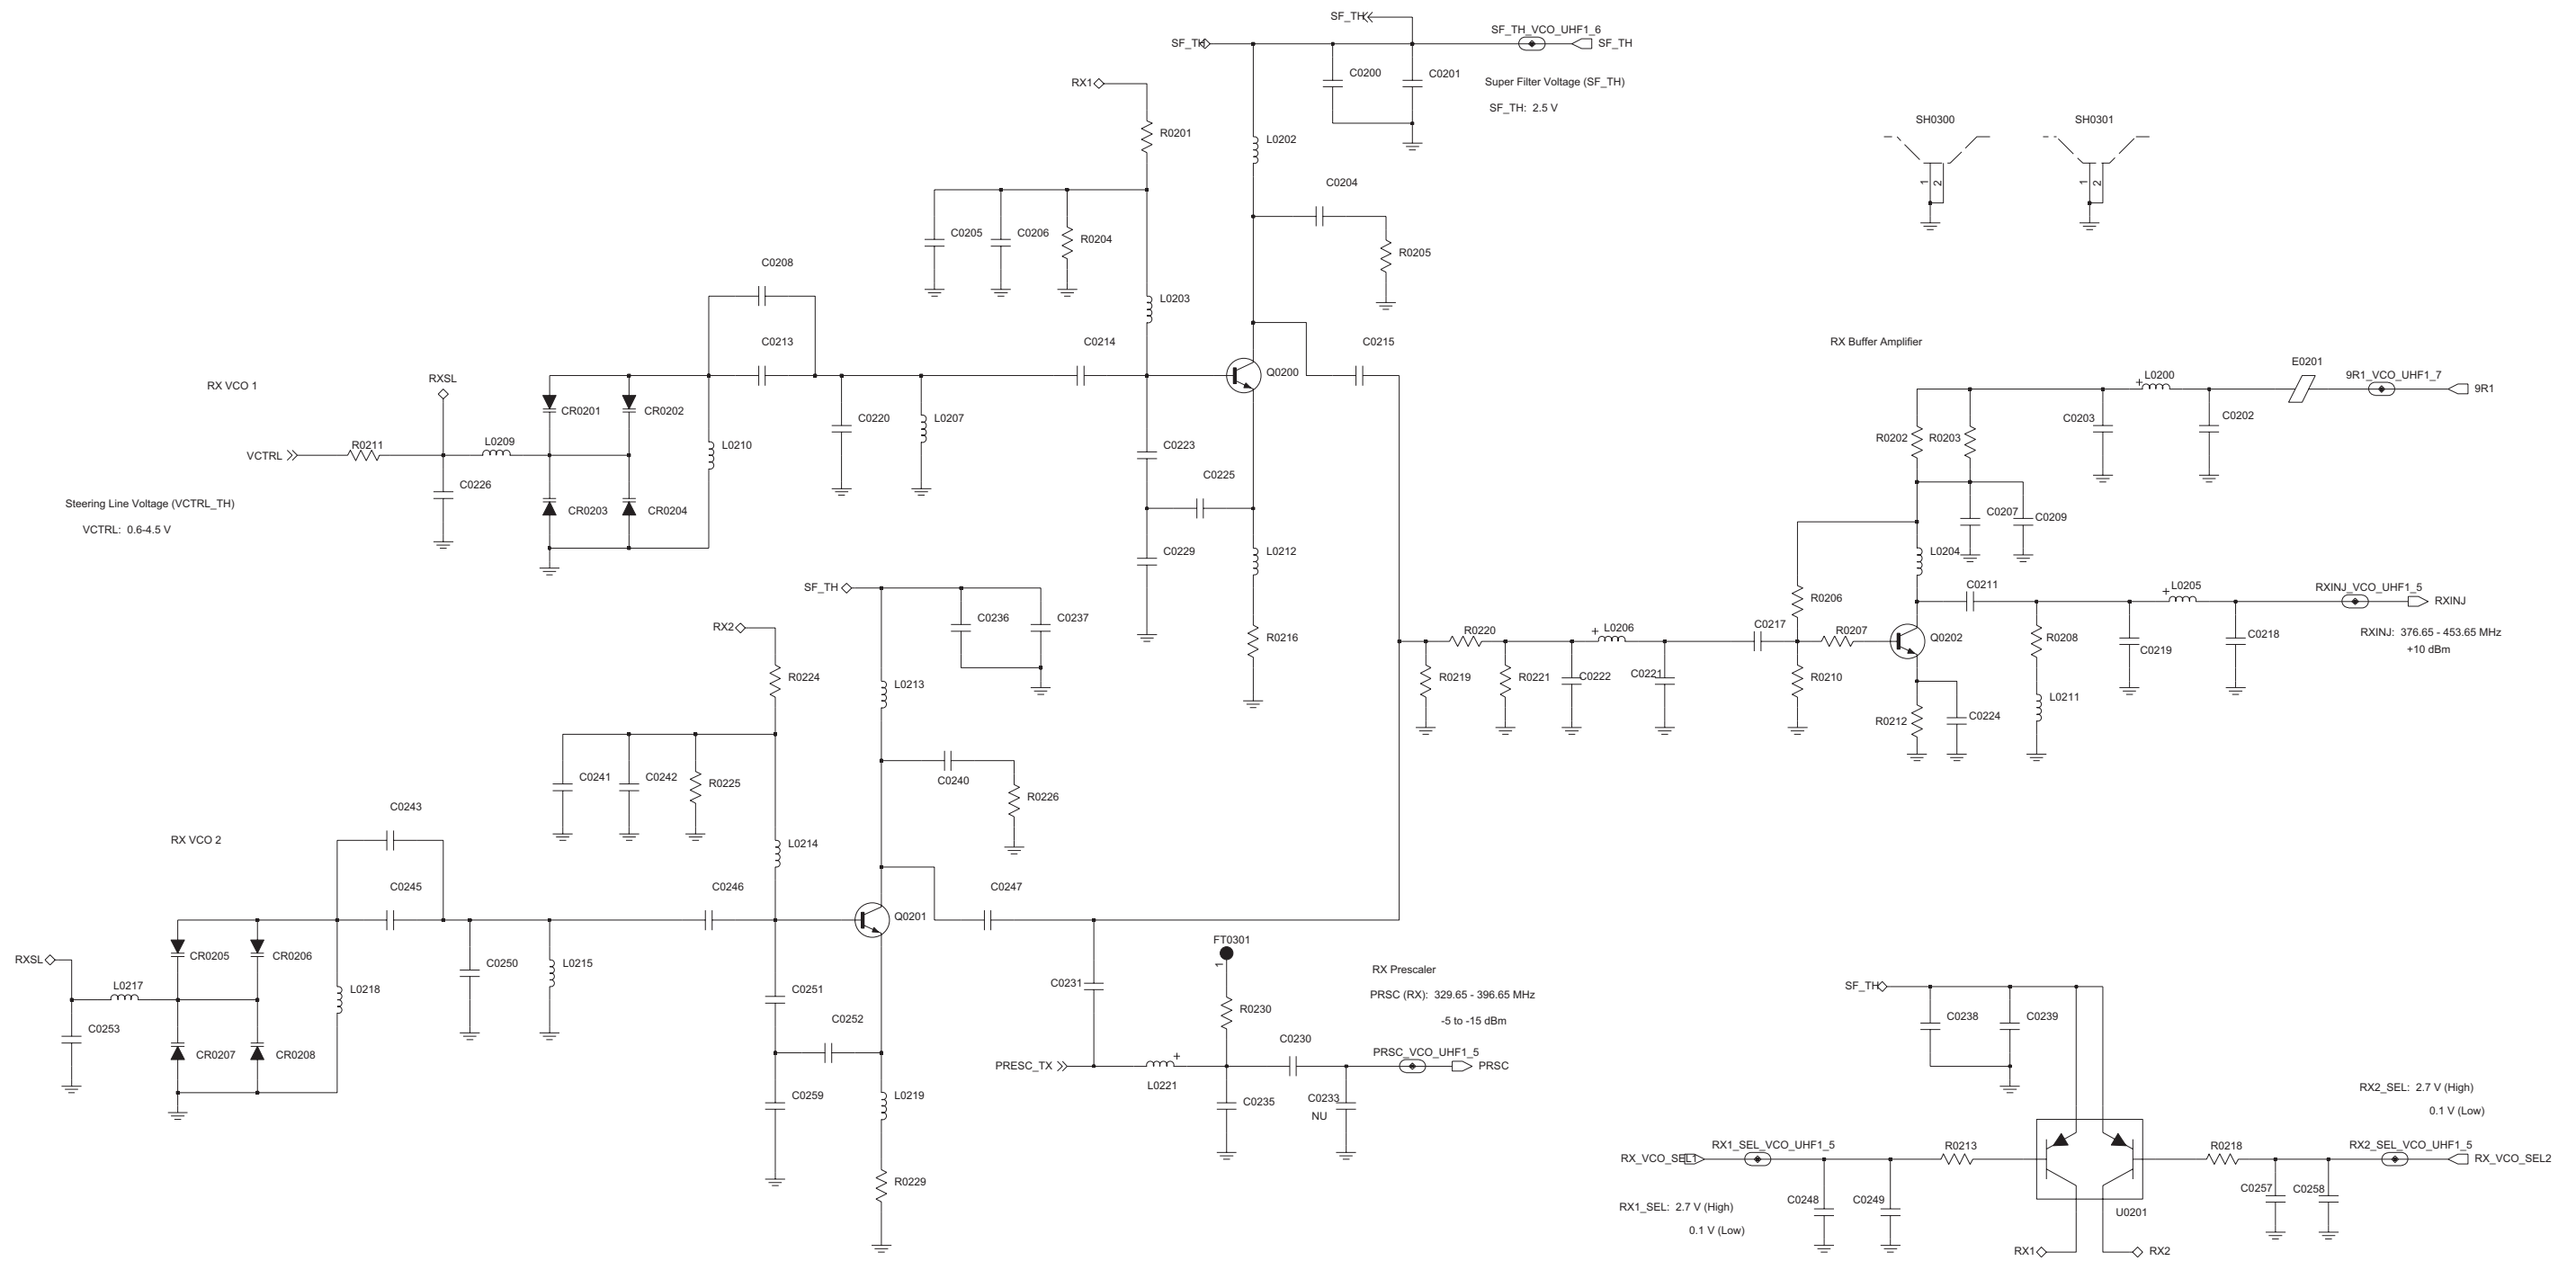 SF_TH
SF_TH
SF_TH_VCO_UHF1_6
SF_TH
C0200
C0201
Super Filter Voltage (SF_TH)
SF_TH: 2.5 V
RX1
R0201
L0202
SH0300
SH0301
1
2
1
2
C0204
C0205
C0206
R0204
R0205
C0208
L0203
C0213
C0214
C0215
Q0200
RX Buffer Amplifier
E0201
L0200
+
9R1_VCO_UHF1_7
9R1
RX VCO 1
RXSL
CR0201
CR0202
C0220
L0207
C0203
C0202
R0202
R0203
VCTRL
R0211
L0209
L0210
C0223
C0225
C0226
Steering Line Voltage (VCTRL_TH)
VCTRL: 0.6-4.5 V
CR0203
CR0204
C0207
C0209
C0229
L0212
L0204
SF_TH
C0236
C0237
R0206
C0211
+
L0205
RXINJ_VCO_UHF1_5
RXINJ
RX2
R0216
R0220
+
L0206
C0217
R0207
Q0202
R0208
C0219
C0218
RXINJ: 376.65 - 453.65 MHz
+10 dBm
R0224
L0213
R0219
R0221
C0222
C0221
R0210
L0211
R0212
C0224
C0241
C0242
R0225
C0240
R0226
C0243
RX VCO 2
L0214
C0245
C0246
C0247
Q0201
RXSL
CR0205
CR0206
C0250
L0215
FT0301
1
RX Prescaler
PRSC (RX): 329.65 - 396.65 MHz
-5 to -15 dBm
L0217
L0218
C0251
C0231
R0230
SF_TH
C0253
C0252
C0238
C0239
CR0207
CR0208
C0230
PRSC_VCO_UHF1_5
PRESC_TX
+
L0221
PRSC
C0259
L0219
C0235
C0233
NU
RX2_SEL: 2.7 V (High)
0.1 V (Low)
RX_VCO_SEL1
RX1_SEL_VCO_UHF1_5
R0213
R0218
RX2_SEL_VCO_UHF1_5
RX_VCO_SEL2
R0229
C0248
C0249
C0257
C0258
RX1_SEL: 2.7 V (High)
0.1 V (Low)
U0201
RX1
RX2